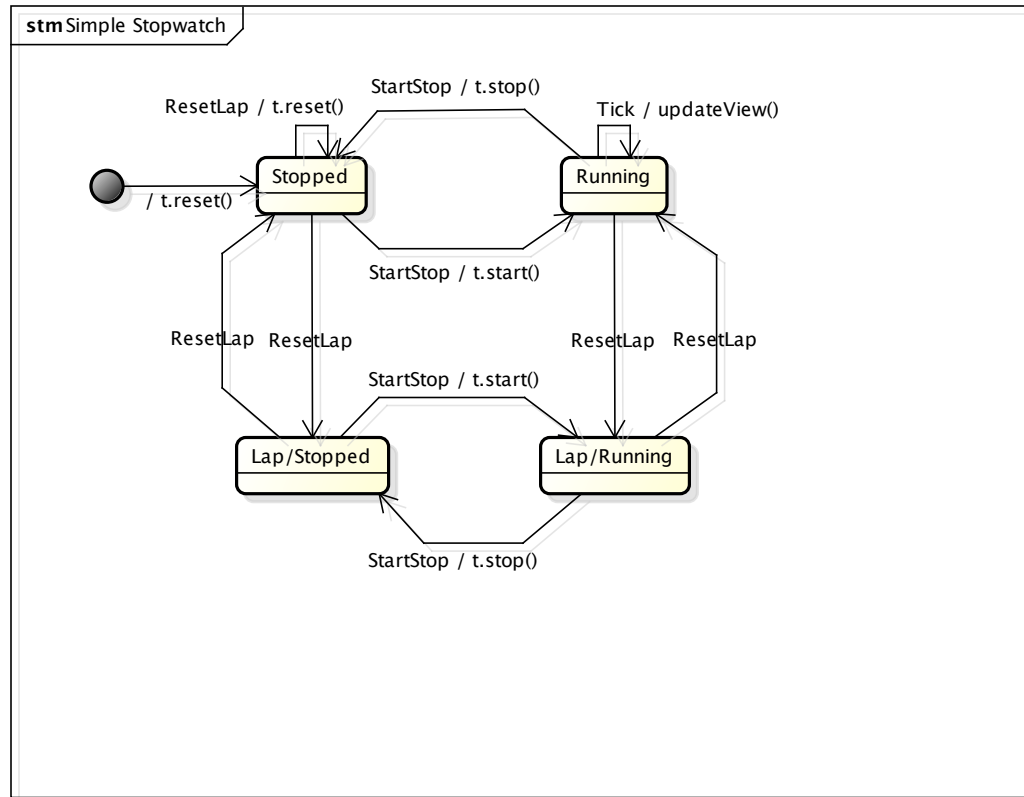 stm Simple Stopwatch
StartStop / t.stop()
ResetLap / t.reset()
Tick / updateView()
Stopped
Running
/ t.reset()
StartStop / t.start()
ResetLap
ResetLap
ResetLap
ResetLap
StartStop / t.start()
Lap/Stopped
Lap/Running
StartStop / t.stop()